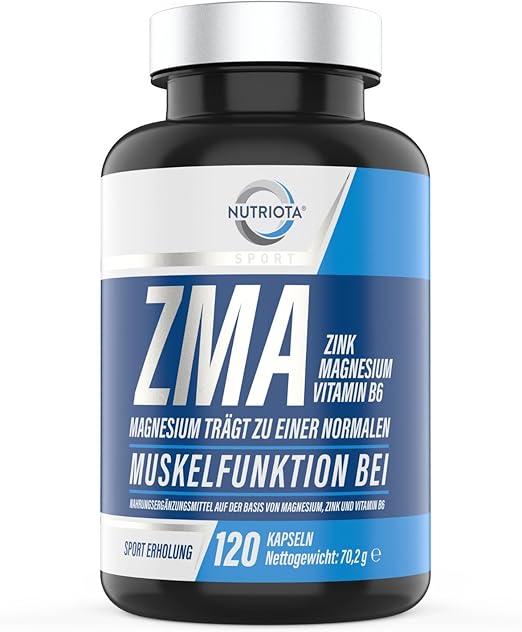 NUTRIOTA®
SPORT
ZMA
ZINK
MAGNESIUM
VITAMIN B6
MAGNESIUM TRÄGT ZU EINER NORMALEN
MUSKELFUNKTION BEI
NAHRUNGSERGÄNZUNGSMITTEL AUF DER BASIS VON MAGNESIUM, ZINK UND VITAMIN B6
SPORT ERHOLUNG
120 KAPSELN
Nettogewicht: 70,2 g ℮